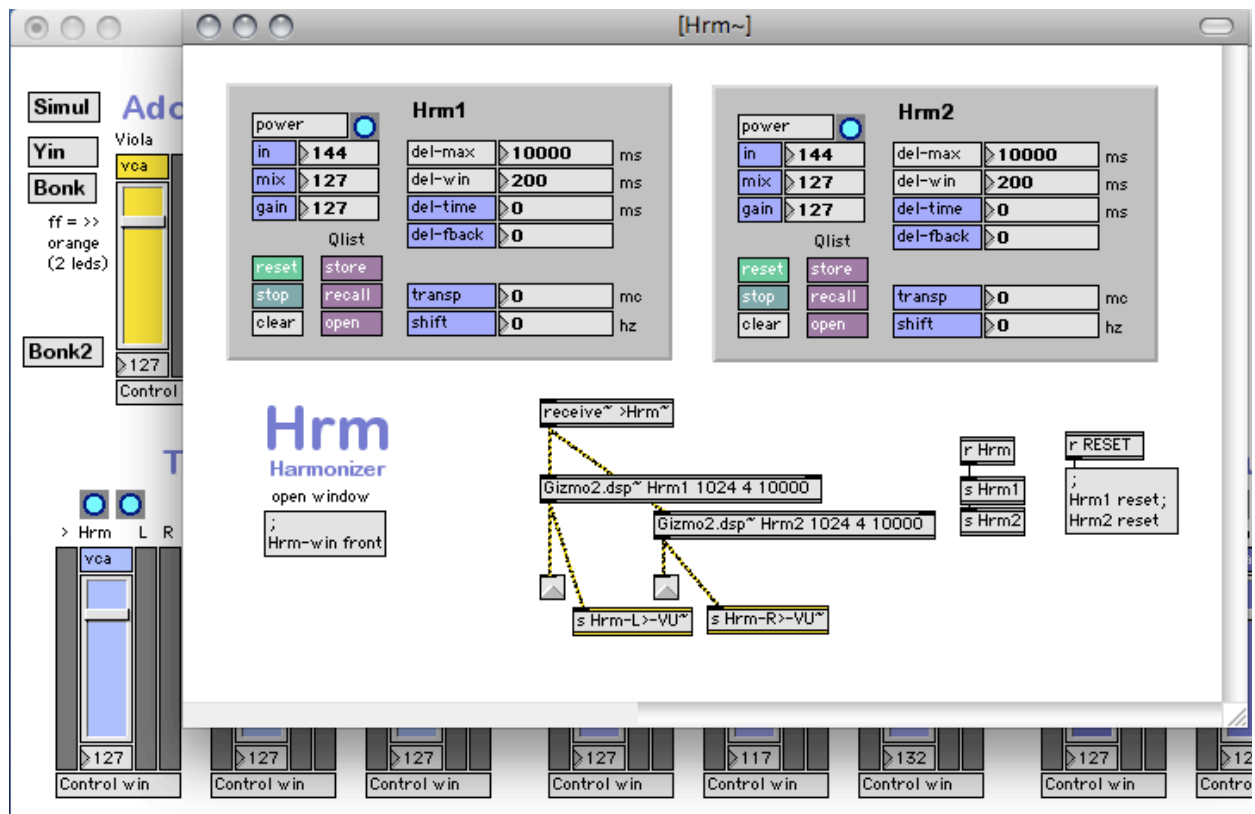 [Hrm~]
Simul
Yin
Bonk
ff = >>
orange
(2 leds)
Bonk2
Viola
vca
127
Control
Hrm1
power
in 144
mix 127
gain 127
del-max 10000 ms
del-win 200 ms
del-time 0 ms
del-fback 0
Qlist
reset store
stop recall
clear open
transp 0 mc
shift 0 hz
Hrm2
power
in 144
mix 127
gain 127
del-max 10000 ms
del-win 200 ms
del-time 0 ms
del-fback 0
Qlist
reset store
stop recall
clear open
transp 0 mc
shift 0 hz
Hrm
Harmonizer
open window
;
Hrm-win front
receive~ >Hrm~
Gizmo2.dsp~ Hrm1 1024 4 10000
Gizmo2.dsp~ Hrm2 1024 4 10000
s Hrm-L>-VU~
s Hrm-R>-VU~
r Hrm
s Hrm1
s Hrm2
r RESET
;
Hrm1 reset;
Hrm2 reset
> Hrm L R
vca
127 127 127 127 117 132 127
Control win Control win Control win Control win Control win Control win Control win